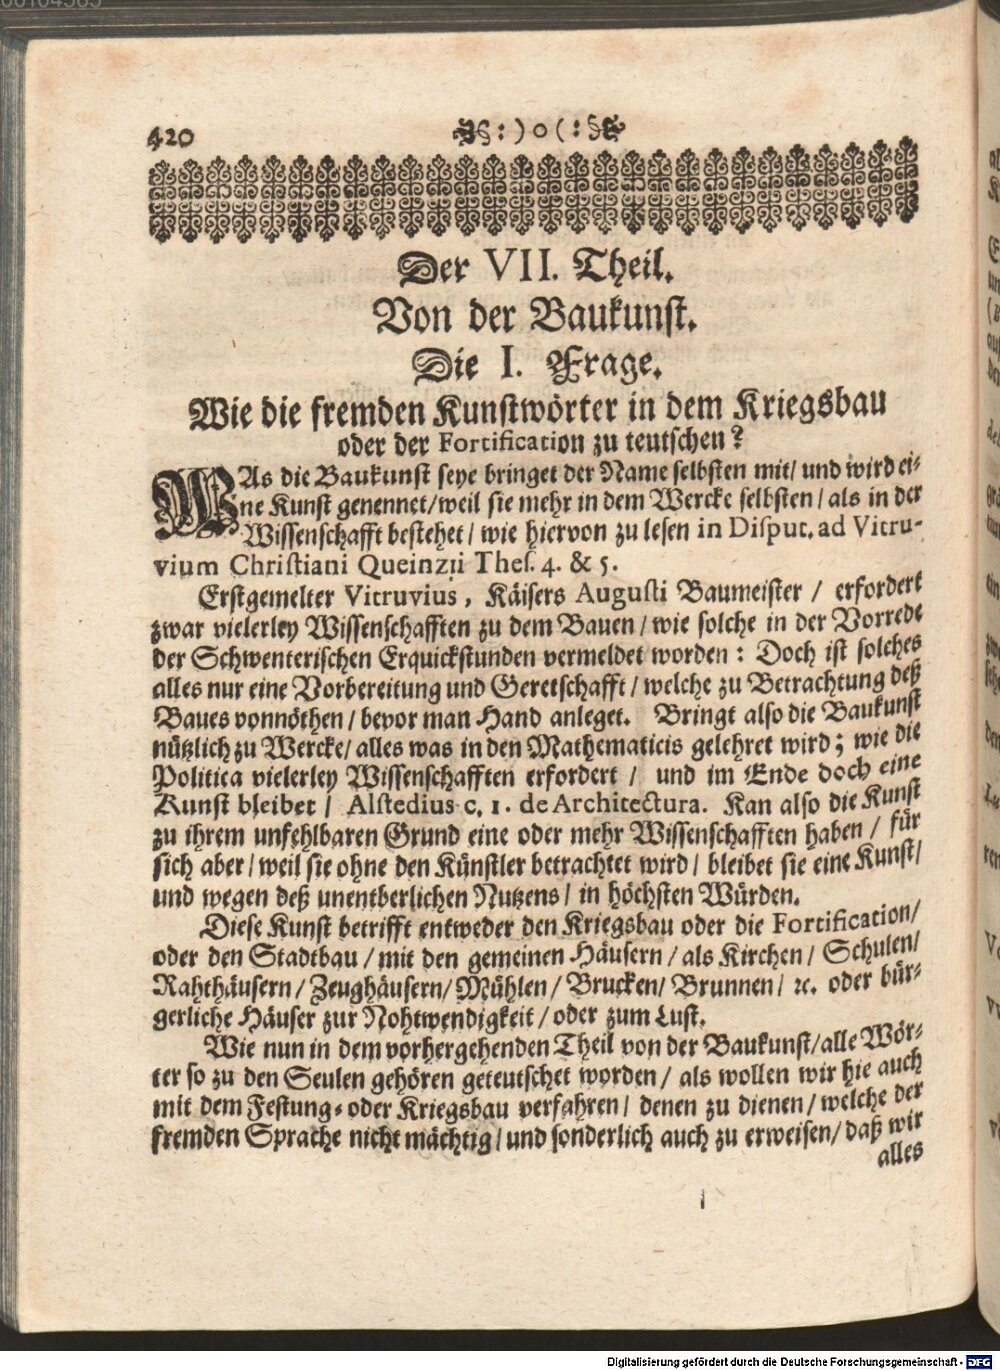 420 :)o(:
Der VII. Theil.
Von der Baukunst.
Die I. Frage.
Wie die fremden Kunstwörter in dem Kriegsbau
oder der Fortification zu teutschen?
WAs die Baukunst seye bringet der Name selbsten mit/ und wird ei-
ne Kunst genennet/weil sie mehr in dem Wercke selbsten/ als in der
Wissenschafft bestehet/ wie hiervon zu lesen in Disput. ad Vitru-
vium Christiani Queinzii Thes. 4. & 5.
Erstgemelter Vitruvius, Käisers Augusti Baumeister / erfordert
zwar vielerley Wissenschafften zu dem Bauen/ wie solche in der Vorrede
der Schwenterischen Erquickstunden vermeldet worden: Doch ist solches
alles nur eine Vorbereitung und Geretschafft/ welche zu Betrachtung deß
Baues vonnöthen/ bevor man Hand anleget. Bringt also die Baukunst
nützlich zu Wercke/ alles was in den Mathematicis gelehret wird; wie die
Politica vielerley Wissenschafften erfordert / und im Ende doch eine
Kunst bleibet / Alstedius c. 1. de Architectura. Kan also die Kunst
zu ihrem unfehlbaren Grund eine oder mehr Wissenschafften haben / für
sich aber/ weil sie ohne den Künstler betrachtet wird/ bleibet sie eine Kunst/
und wegen deß unentberlichen Nutzens/ in höchsten Würden.
Diese Kunst betrifft entweder den Kriegsbau oder die Fortification/
oder den Stadtbau/ mit den gemeinen Häusern/ als Kirchen/ Schulen/
Rahthäusern/ Zeughäusern/ Mühlen/ Brucken/ Brunnen/ ꝛc. oder bür-
gerliche Häuser zur Nohtwendigkeit/ oder zum Lust.
Wie nun in dem vorhergehenden Theil von der Baukunst/alle Wör-
ter so zu den Seulen gehören geteutschet worden/ als wollen wir hie auch
mit dem Festung- oder Kriegsbau verfahren/ denen zu dienen/ welche der
fremden Sprache nicht mächtig/ und sonderlich auch zu erweisen/ daß wir
alles
Digitalisierung gefördert durch die Deutsche Forschungsgemeinschaft - DFG